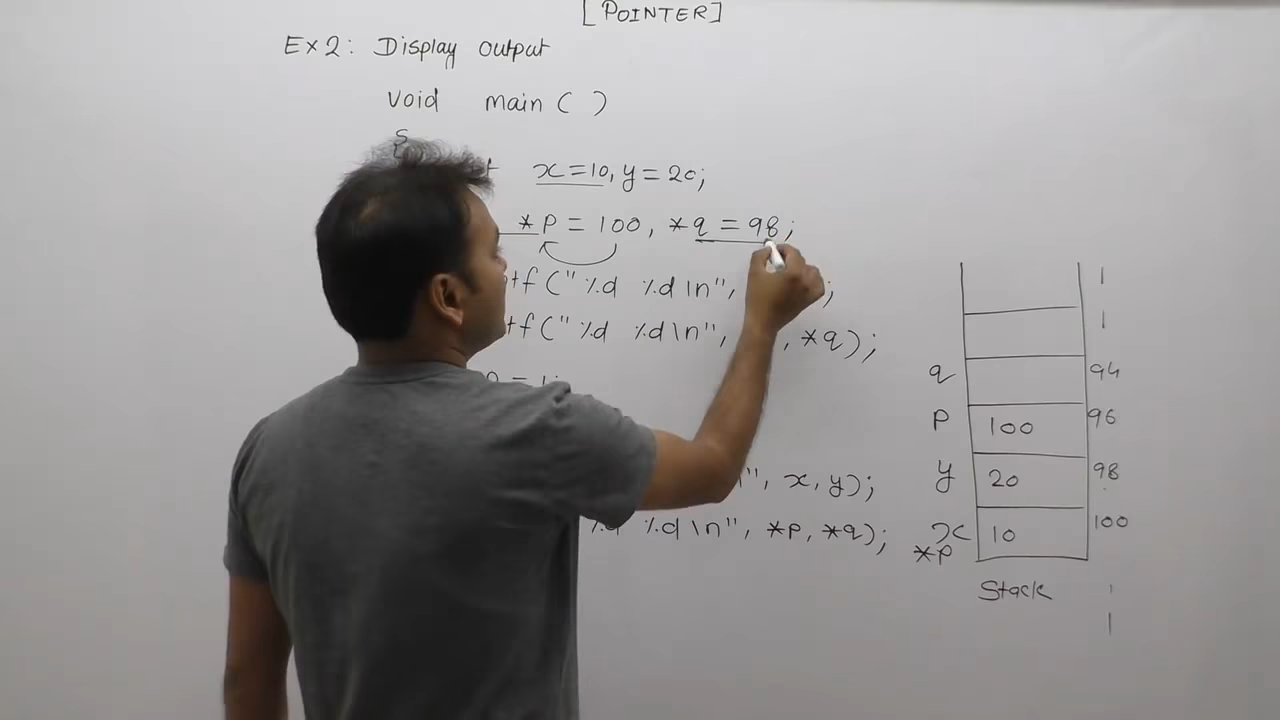 [POINTER]
Ex2: Display output
void main ( )
{
x=10, y = 20;
*P = 100, *q = 98;
tf (" %d %d \n", ;
tf (" %d %d \n", , *q);
= 1;
", x, y);
%d %d \n", *p, *q);
q 94
P 100 96
y 20 98
x 10 100
*P
Stack